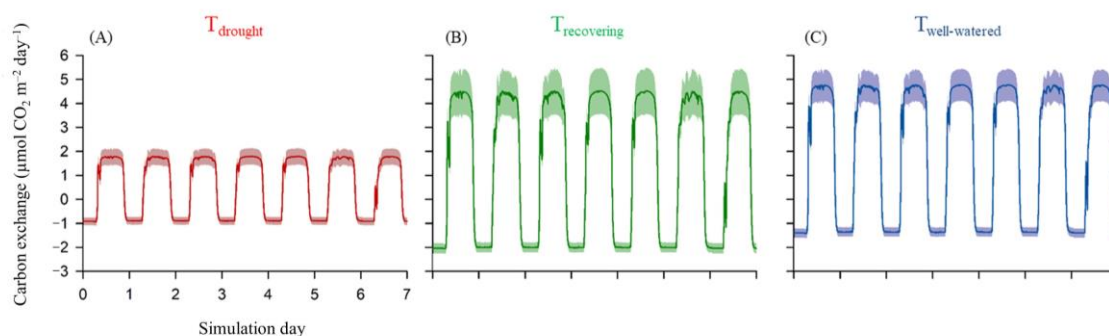 (A) T_drought
(B) T_recovering
(C) T_well-watered
Carbon exchange (µmol CO₂ m⁻² day⁻¹)
6
5
4
3
2
1
0
−1
−2
−3
0 1 2 3 4 5 6 7
Simulation day